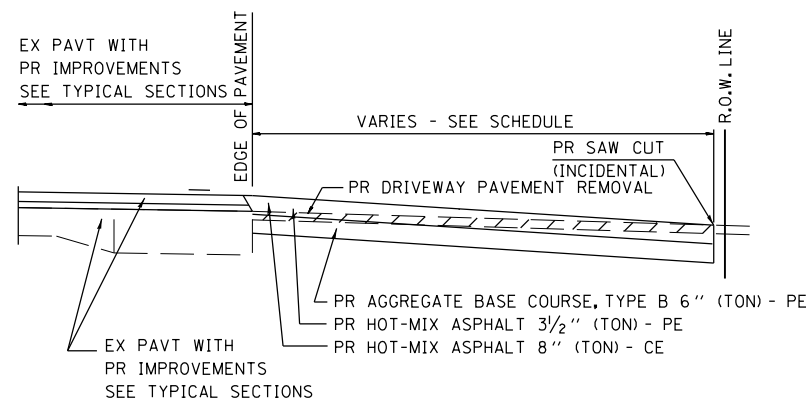 EX PAVT WITH
PR IMPROVEMENTS
SEE TYPICAL SECTIONS
EDGE OF PAVEMENT
VARIES - SEE SCHEDULE
R.O.W. LINE
PR SAW CUT
(INCIDENTAL)
PR DRIVEWAY PAVEMENT REMOVAL
PR AGGREGATE BASE COURSE, TYPE B 6" (TON) - PE
PR HOT-MIX ASPHALT 3½" (TON) - PE
PR HOT-MIX ASPHALT 8" (TON) - CE
EX PAVT WITH
PR IMPROVEMENTS
SEE TYPICAL SECTIONS